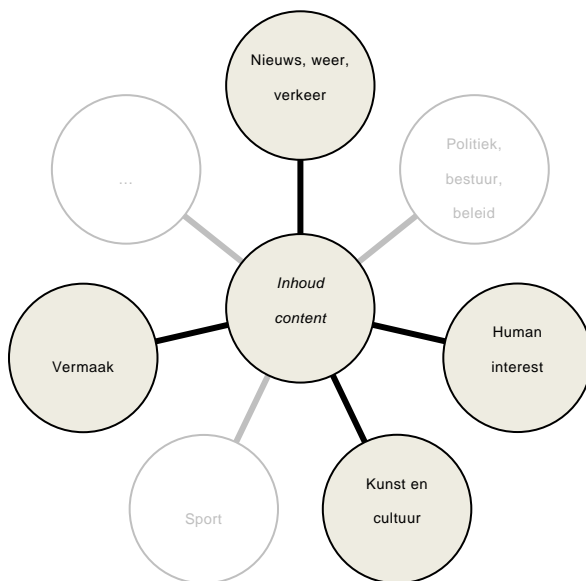 Nieuws, weer,
verkeer
...
Politiek,
bestuur,
beleid
Inhoud
content
Vermaak
Human
interest
Sport
Kunst en
cultuur